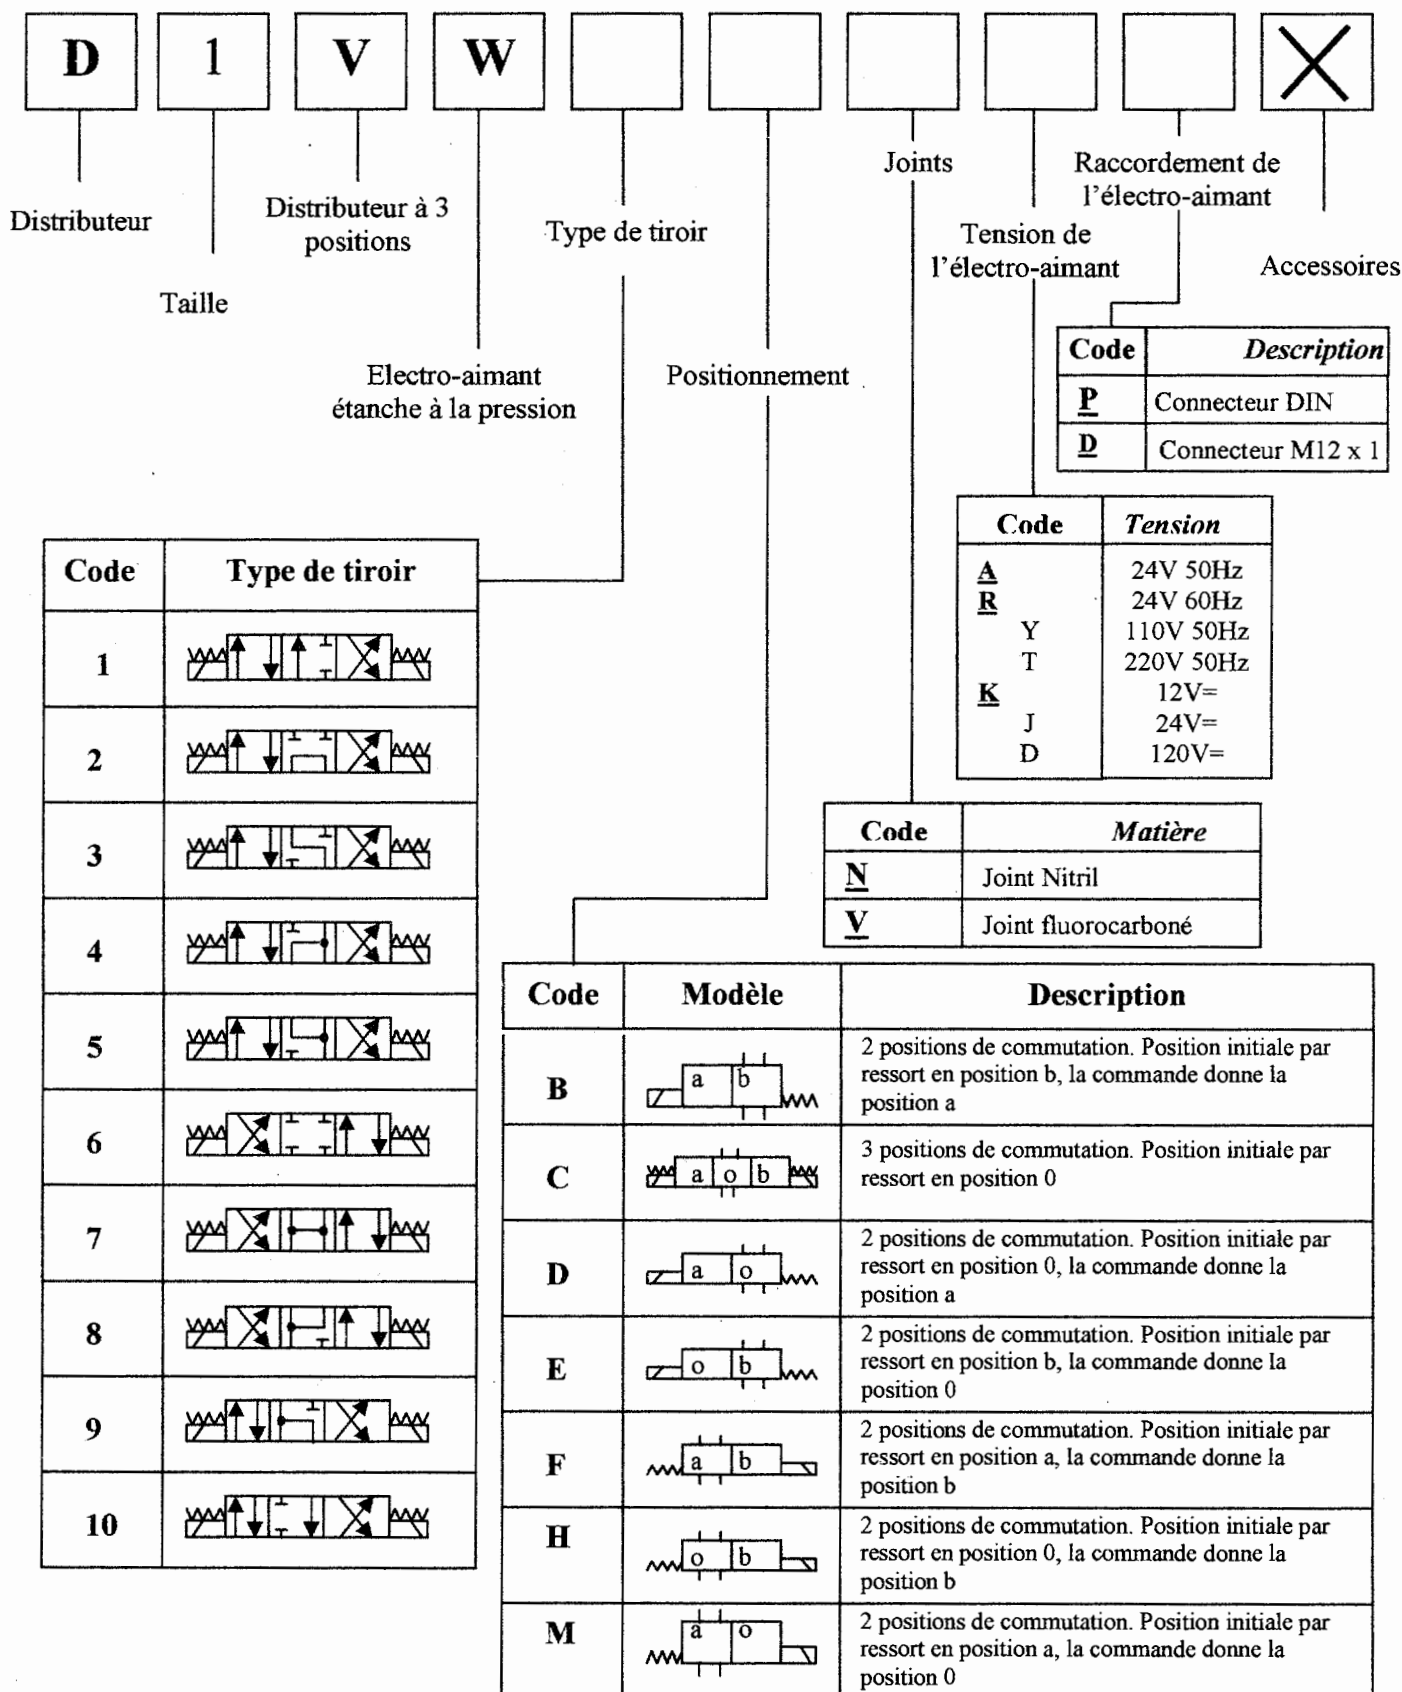 D 1 V W
Distributeur
Taille
Distributeur à 3
positions
Electro-aimant
étanche à la pression
Type de tiroir
Positionnement
Joints
Tension de
l'électro-aimant
Raccordement de
l'électro-aimant
Accessoires
Code Description
P Connecteur DIN
D Connecteur M12 x 1
Code Tension
A 24V 50Hz
R 24V 60Hz
Y 110V 50Hz
T 220V 50Hz
K 12V=
J 24V=
D 120V=
Code Matière
N Joint Nitril
V Joint fluorocarboné
Code Type de tiroir
1
2
3
4
5
6
7
8
9
10
Code Modèle Description
B a b
2 positions de commutation. Position initiale par
ressort en position b, la commande donne la
position a
C a o b
3 positions de commutation. Position initiale par
ressort en position 0
D a o
2 positions de commutation. Position initiale par
ressort en position 0, la commande donne la
position a
E o b
2 positions de commutation. Position initiale par
ressort en position b, la commande donne la
position 0
F a b
2 positions de commutation. Position initiale par
ressort en position a, la commande donne la
position b
H o b
2 positions de commutation. Position initiale par
ressort en position 0, la commande donne la
position b
M a o
2 positions de commutation. Position initiale par
ressort en position a, la commande donne la
position 0